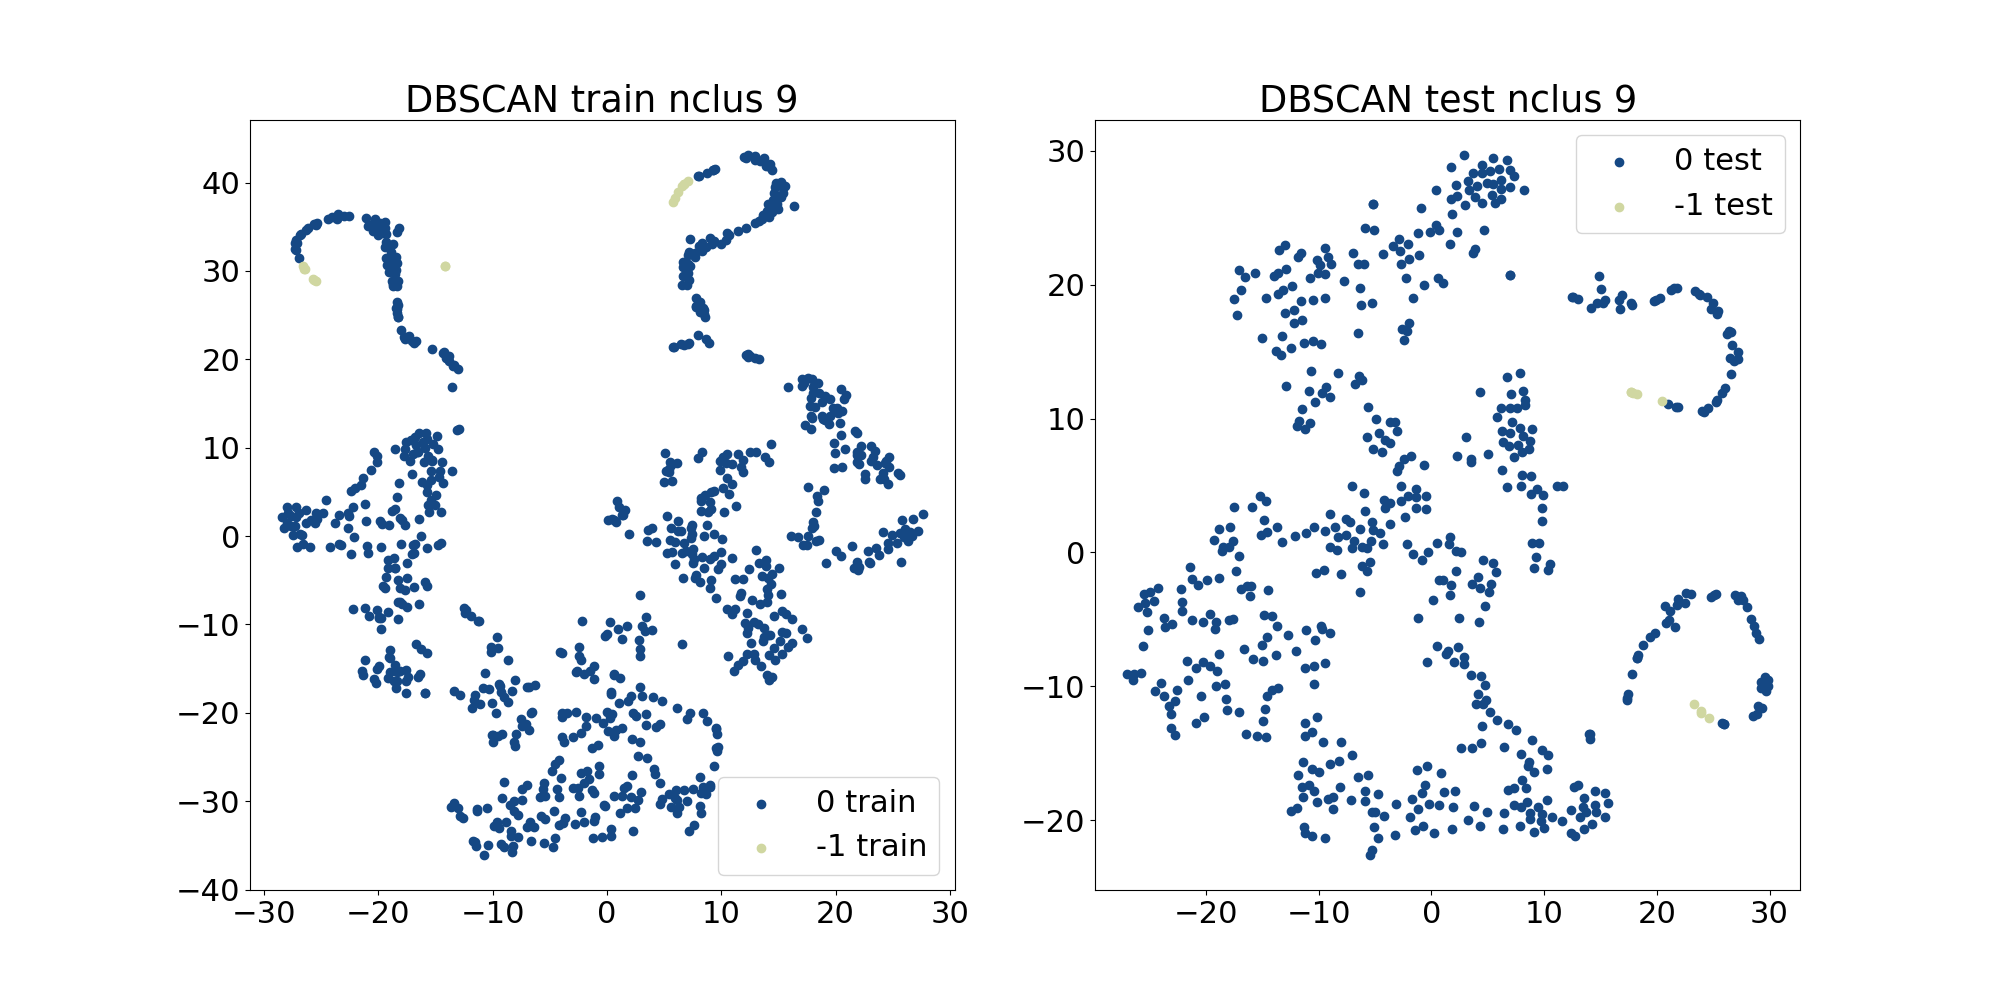 DBSCAN train nclus 9
40
30
20
10
0
−10
−20
−30
−40
−30 −20 −10 0 10 20 30
0 train
-1 train
DBSCAN test nclus 9
30
20
10
0
−10
−20
−20 −10 0 10 20 30
0 test
-1 test